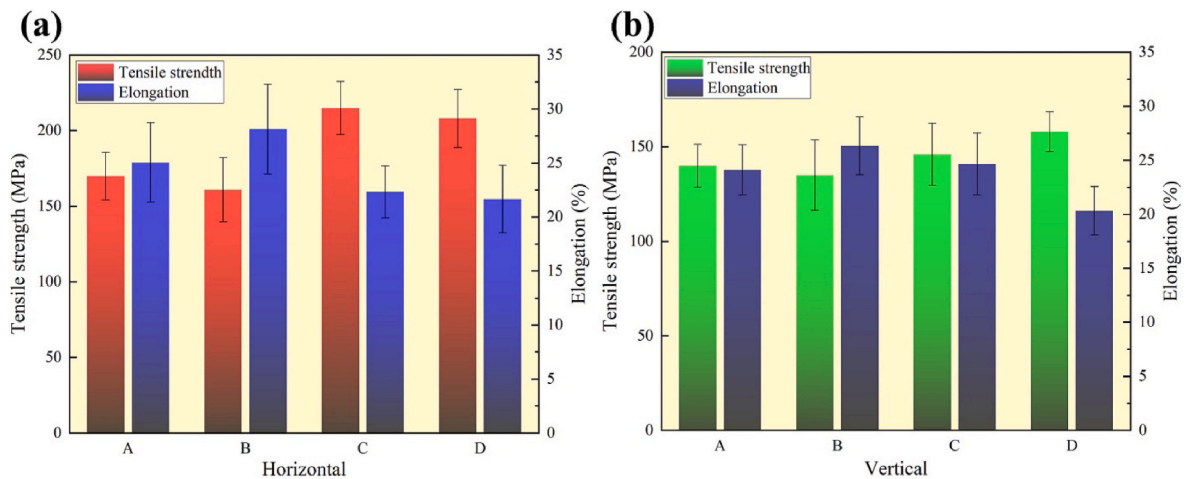 (a)
Tensile strendth
Elongation
Tensile strength (MPa)
250
200
150
100
50
0
35
30
25
20
15
10
5
0
Elongation (%)
A B C D
Horizontal
(b)
Tensile strength
Elongation
Tensile strength (MPa)
200
150
100
50
0
35
30
25
20
15
10
5
0
Elongation (%)
A B C D
Vertical